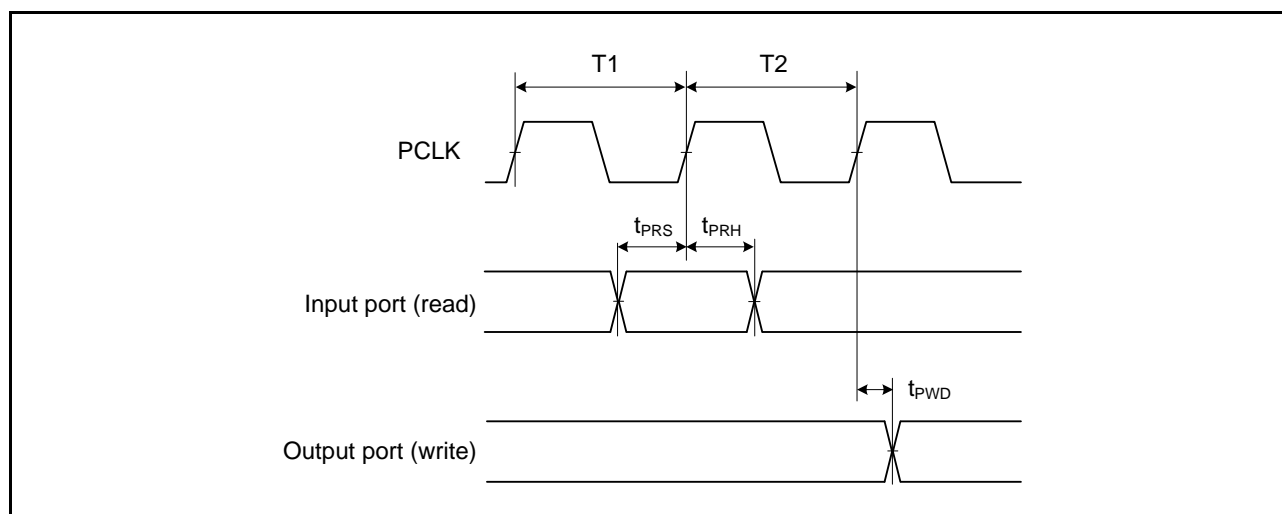 T1 T2
PCLK
tPRS tPRH
Input port (read)
tPWD
Output port (write)